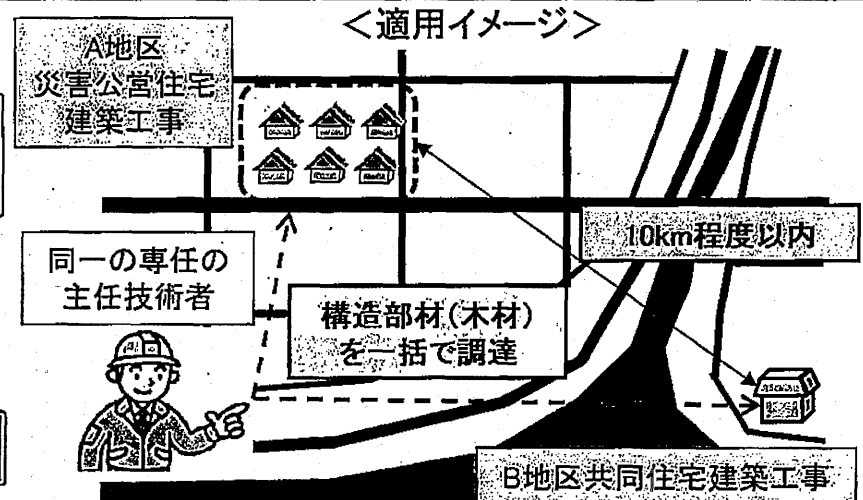 ＜適用イメージ＞
A地区
災害公営住宅
建築工事
10km程度以内
同一の専任の
主任技術者
構造部材(木材)
を一括で調達
B地区共同住宅建築工事